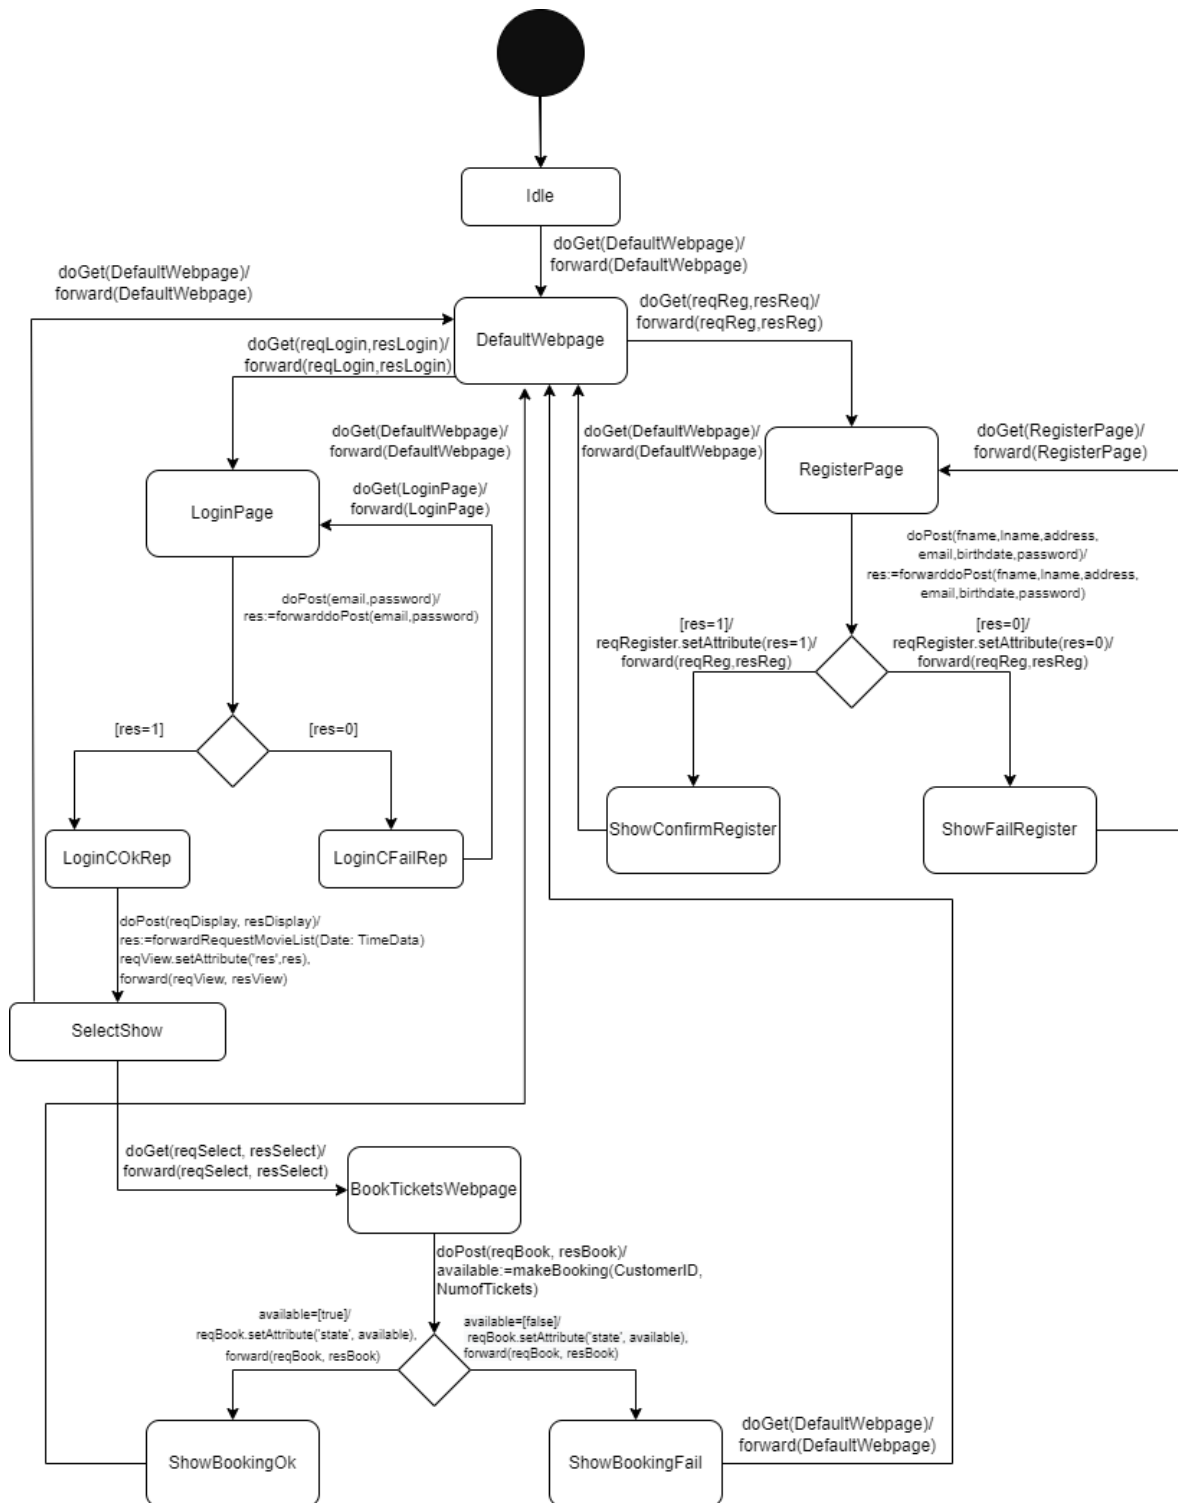 Idle
doGet(DefaultWebpage)/
forward(DefaultWebpage)
doGet(DefaultWebpage)/
forward(DefaultWebpage)
doGet(reqReg,resReq)/
forward(reqReg,resReg)
DefaultWebpage
doGet(reqLogin,resLogin)/
forward(reqLogin,resLogin)
doGet(DefaultWebpage)/
forward(DefaultWebpage)
doGet(DefaultWebpage)/
forward(DefaultWebpage)
doGet(RegisterPage)/
forward(RegisterPage)
RegisterPage
LoginPage
doGet(LoginPage)/
forward(LoginPage)
doPost(fname,lname,address,
email,birthdate,password)/
res:=forwarddoPost(fname,lname,address,
email,birthdate,password)
doPost(email,password)/
res:=forwarddoPost(email,password)
[res=1]/
reqRegister.setAttribute(res=1)/
forward(reqReg,resReg)
[res=0]/
reqRegister.setAttribute(res=0)/
forward(reqReg,resReg)
[res=1]
[res=0]
ShowConfirmRegister
ShowFailRegister
LoginCOkRep
LoginCFailRep
doPost(reqDisplay, resDisplay)/
res:=forwardRequestMovieList(Date: TimeData)
reqView.setAttribute('res',res),
forward(reqView, resView)
SelectShow
doGet(reqSelect, resSelect)/
forward(reqSelect, resSelect)
BookTicketsWebpage
doPost(reqBook, resBook)/
available:=makeBooking(CustomerID,
NumofTickets)
available=[true]/
reqBook.setAttribute('state', available),
forward(reqBook, resBook)
available=[false]/
reqBook.setAttribute('state', available),
forward(reqBook, resBook)
ShowBookingOk
ShowBookingFail
doGet(DefaultWebpage)/
forward(DefaultWebpage)